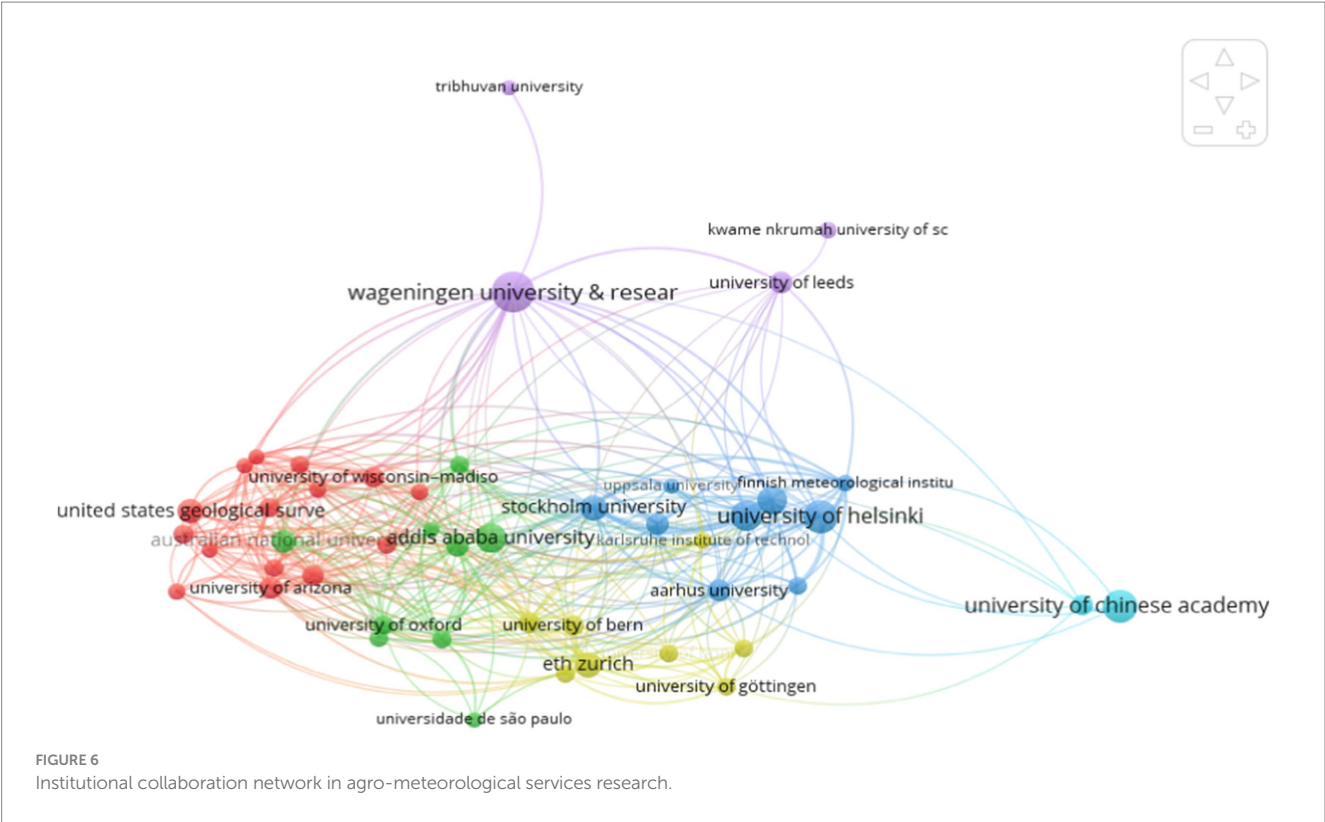 tribhuvan university
kwame nkrumah university of sc
university of leeds
wageningen university & resear
university of wisconsin–madiso
uppsala university
finnish meteorological institu
united states geological surve
stockholm university
university of helsinki
australian national univer
addis ababa university
karlsruhe institute of technol
university of arizona
aarhus university
university of chinese academy
university of oxford
university of bern
eth zurich
university of göttingen
universidade de são paulo
FIGURE 6
Institutional collaboration network in agro-meteorological services research.